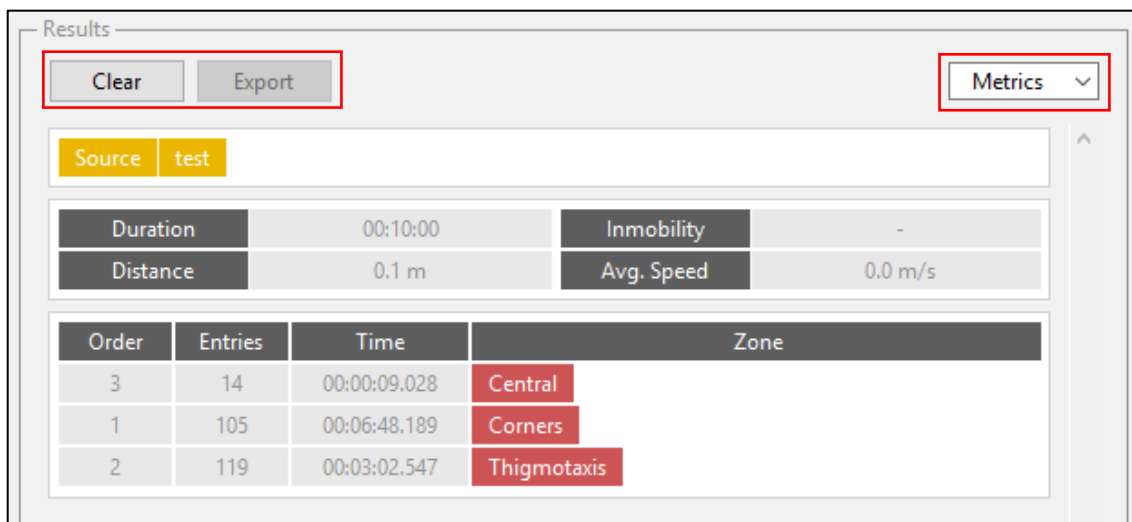 Results
Clear Export Metrics
Source test
Duration 00:10:00 Inmobility -
Distance 0.1 m Avg. Speed 0.0 m/s
Order Entries Time Zone
3 14 00:00:09.028 Central
1 105 00:06:48.189 Corners
2 119 00:03:02.547 Thigmotaxis